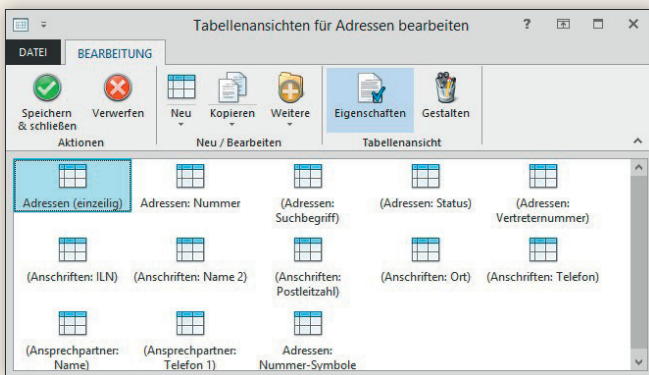 Tabellenansichten für Adressen bearbeiten
DATEI BEARBEITUNG
Speichern & schließen
Verwerfen
Neu
Kopieren
Weitere
Eigenschaften
Gestalten
Aktionen
Neu / Bearbeiten
Tabellenansicht
Adressen (einzeilig)
Adressen: Nummer
(Adressen: Suchbegriff)
(Adressen: Status)
(Adressen: Vertreternummer)
(Anschriften: ILN)
(Anschriften: Name 2)
(Anschriften: Postleitzahl)
(Anschriften: Ort)
(Anschriften: Telefon)
(Ansprechpartner: Name)
(Ansprechpartner: Telefon 1)
Adressen: Nummer-Symbole